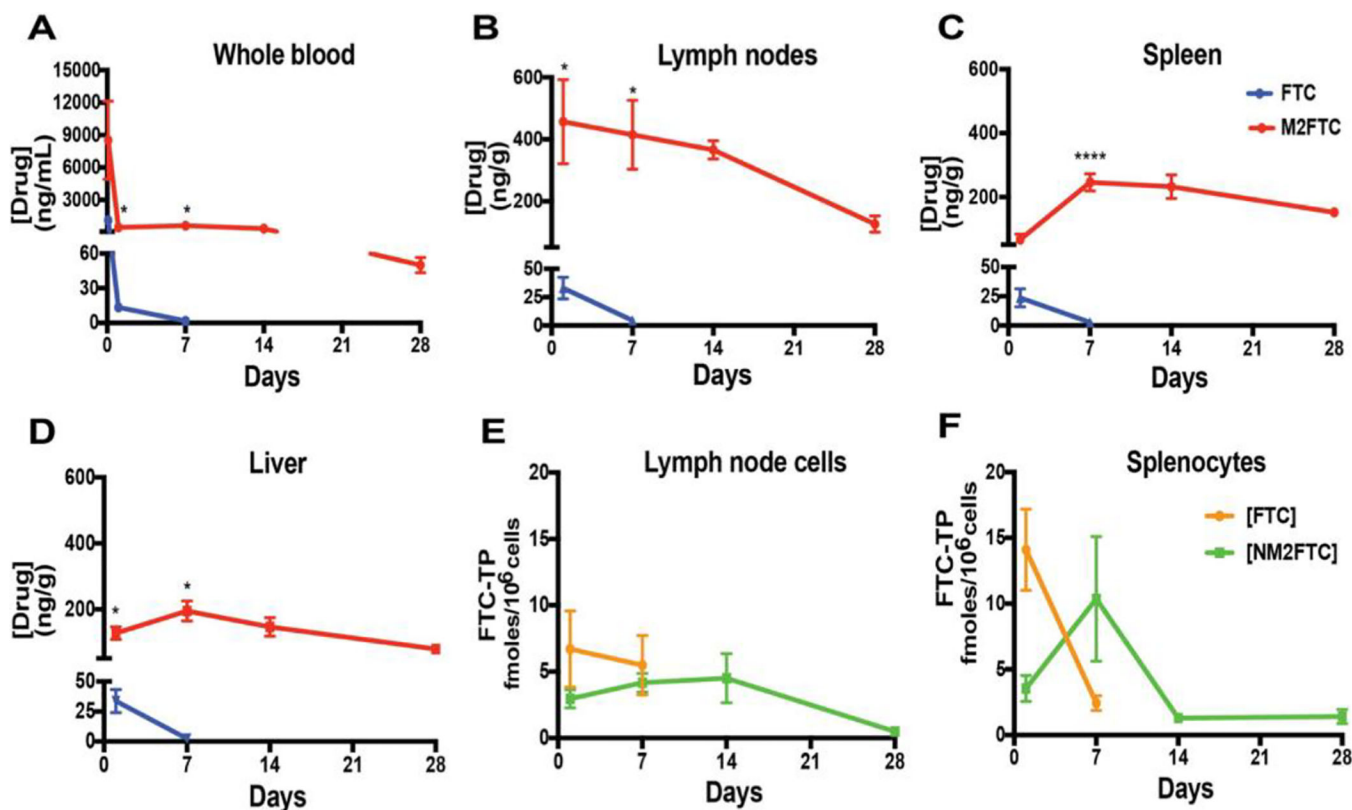 A
Whole blood
[Drug]
(ng/mL)
15000
12000
9000
6000
3000
60
30
0
* *
0 7 14 21 28
Days
B
Lymph nodes
[Drug]
(ng/g)
600
400
200
50
25
0
* *
0 7 14 21 28
Days
C
Spleen
[Drug]
(ng/g)
600
400
200
50
25
0
****
FTC
M2FTC
0 7 14 21 28
Days
D
Liver
[Drug]
(ng/g)
600
400
200
50
25
0
* *
0 7 14 21 28
Days
E
Lymph node cells
FTC-TP
fmoles/10⁶ cells
20
15
10
5
0
0 7 14 21 28
Days
F
Splenocytes
FTC-TP
fmoles/10⁶ cells
20
15
10
5
0
[FTC]
[NM2FTC]
0 7 14 21 28
Days